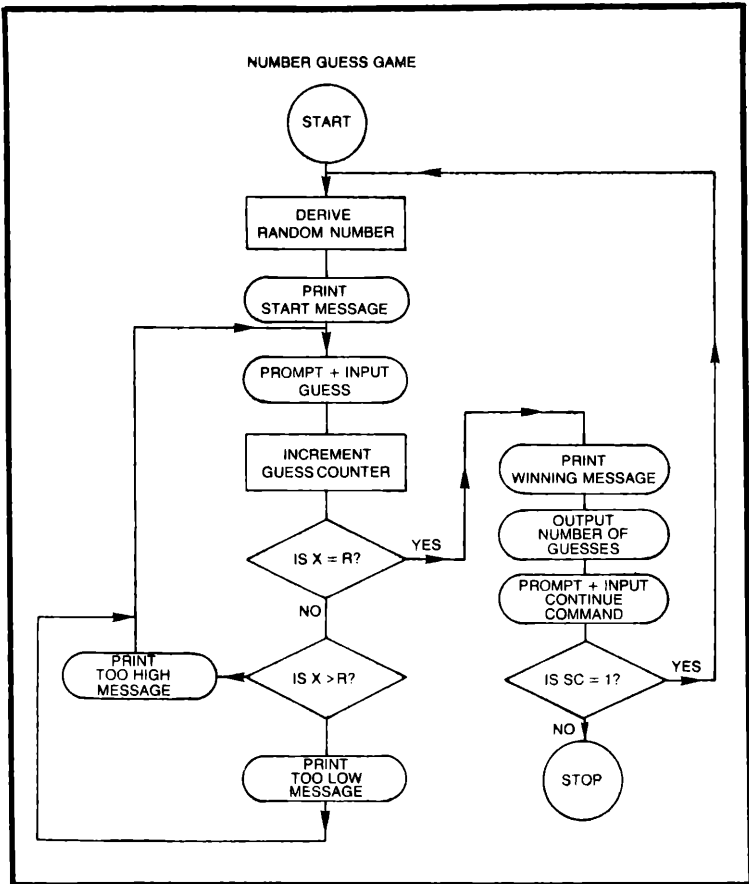 NUMBER GUESS GAME
START
DERIVE
RANDOM NUMBER
PRINT
START MESSAGE
PROMPT + INPUT
GUESS
INCREMENT
GUESS COUNTER
IS X = R?
YES
NO
IS X > R?
PRINT
TOO HIGH
MESSAGE
PRINT
TOO LOW
MESSAGE
PRINT
WINNING MESSAGE
OUTPUT
NUMBER OF
GUESSES
PROMPT + INPUT
CONTINUE
COMMAND
IS SC = 1?
YES
NO
STOP